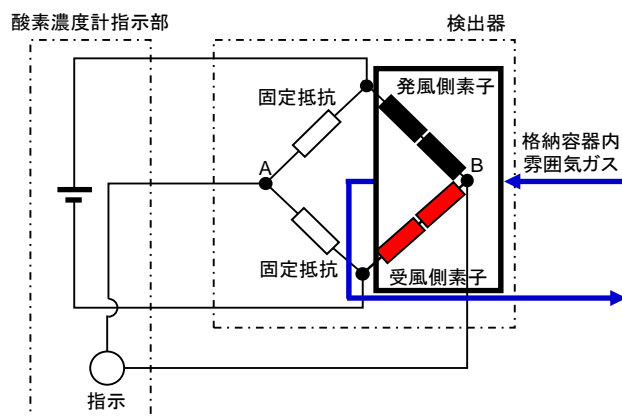 酸素濃度計指示部
検出器
固定抵抗
発風側素子
格納容器内
雰囲気ガス
A
B
固定抵抗
受風側素子
指示